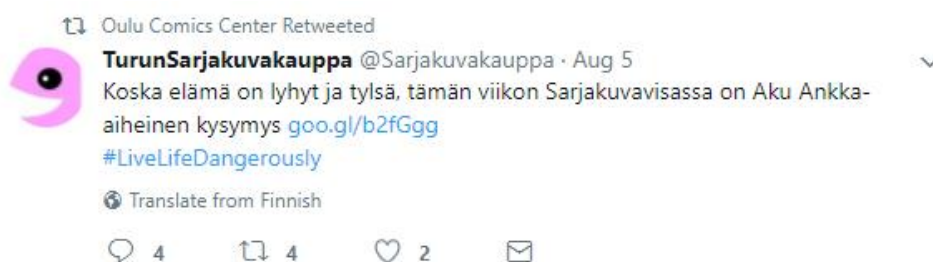 Oulu Comics Center Retweeted
TurunSarjakuvakauppa @Sarjakuvakauppa · Aug 5
Koska elämä on lyhyt ja tylsä, tämän viikon Sarjakuvavisassa on Aku Ankka-
aiheinen kysymys goo.gl/b2fGgg
#LiveLifeDangerously
Translate from Finnish
4 4 2